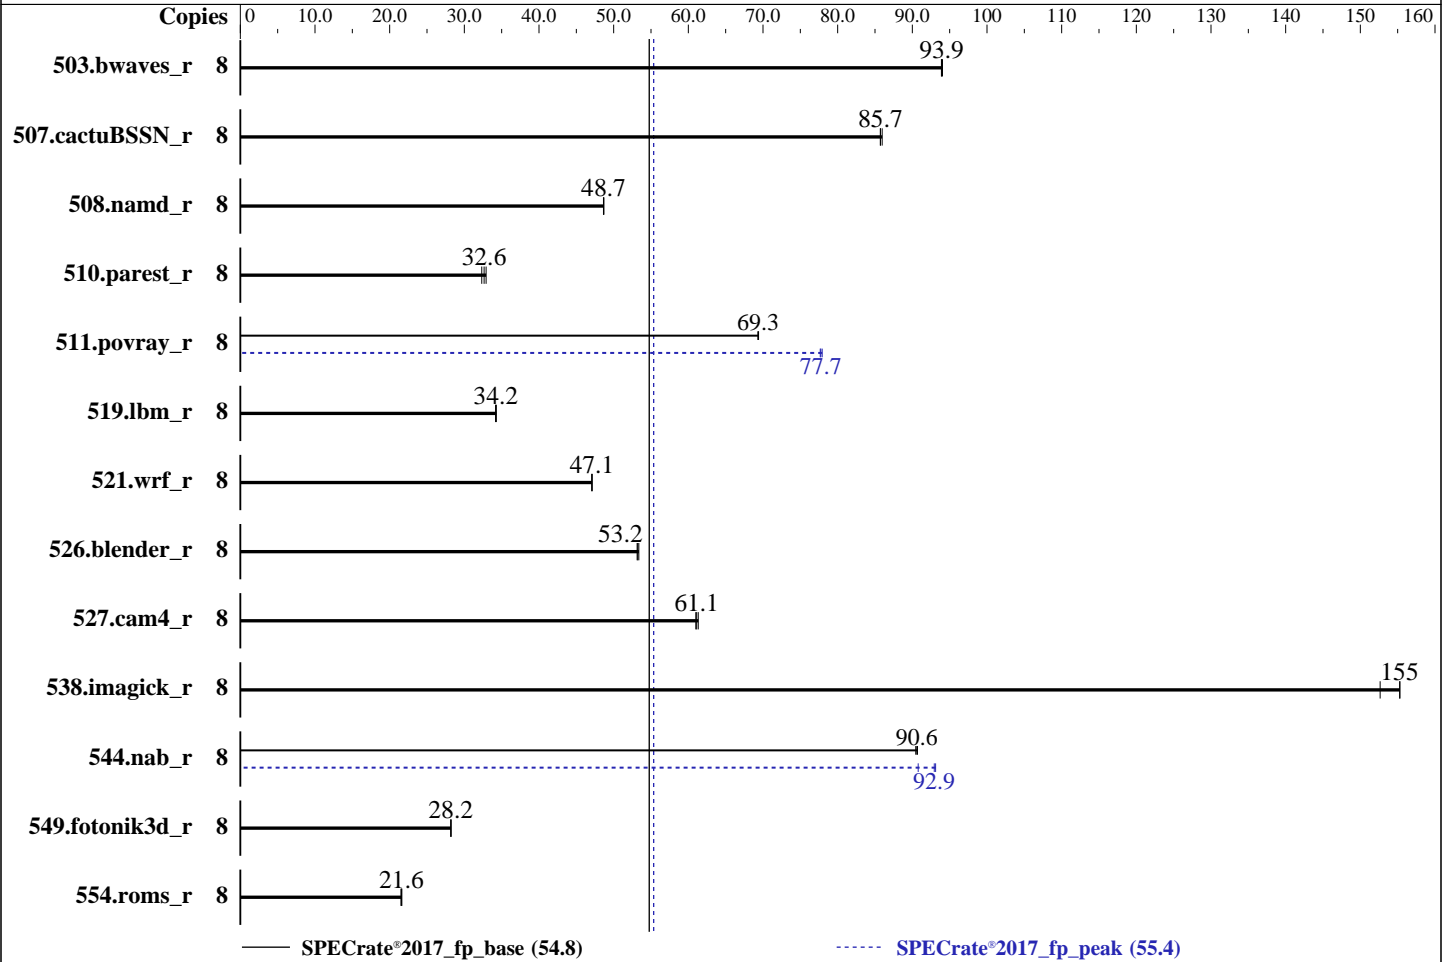 Copies 0 10.0 20.0 30.0 40.0 50.0 60.0 70.0 80.0 90.0 100 110 120 130 140 150 160
503.bwaves_r 8 93.9
507.cactuBSSN_r 8 85.7
508.namd_r 8 48.7
510.parest_r 8 32.6
511.povray_r 8 69.3
77.7
519.lbm_r 8 34.2
521.wrf_r 8 47.1
526.blender_r 8 53.2
527.cam4_r 8 61.1
538.imagick_r 8 155
544.nab_r 8 90.6
92.9
549.fotonik3d_r 8 28.2
554.roms_r 8 21.6
SPECrate®2017_fp_base (54.8) SPECrate®2017_fp_peak (55.4)